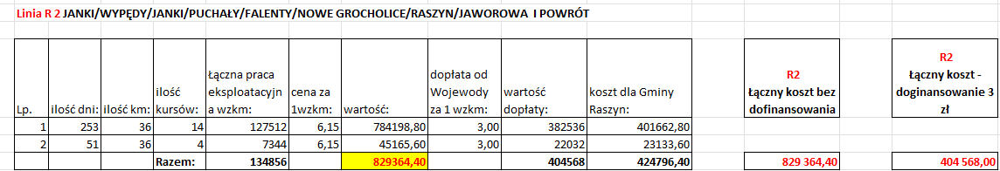 Linia R 2 JANKI/WYPĘDY/JANKI/PUCHAŁY/FALENTY/NOWE GROCHOLICE/RASZYN/JAWOROWA I POWRÓT
Lp. ilość dni: ilość km: ilość kursów: Łączna praca eksploatacyjna wzkm: cena za 1wzkm: wartość: dopłata od Wojewody za 1 wzkm: wartość dopłaty: koszt dla Gminy Raszyn: R2 Łączny koszt bez dofinansowania R2 Łączny koszt - doginansowanie 3 zł
1 253 36 14 127512 6,15 784198,80 3,00 382536 401662,80
2 51 36 4 7344 6,15 45165,60 3,00 22032 23133,60
Razem: 134856 829364,40 404568 424796,40 829 364,40 404 568,00